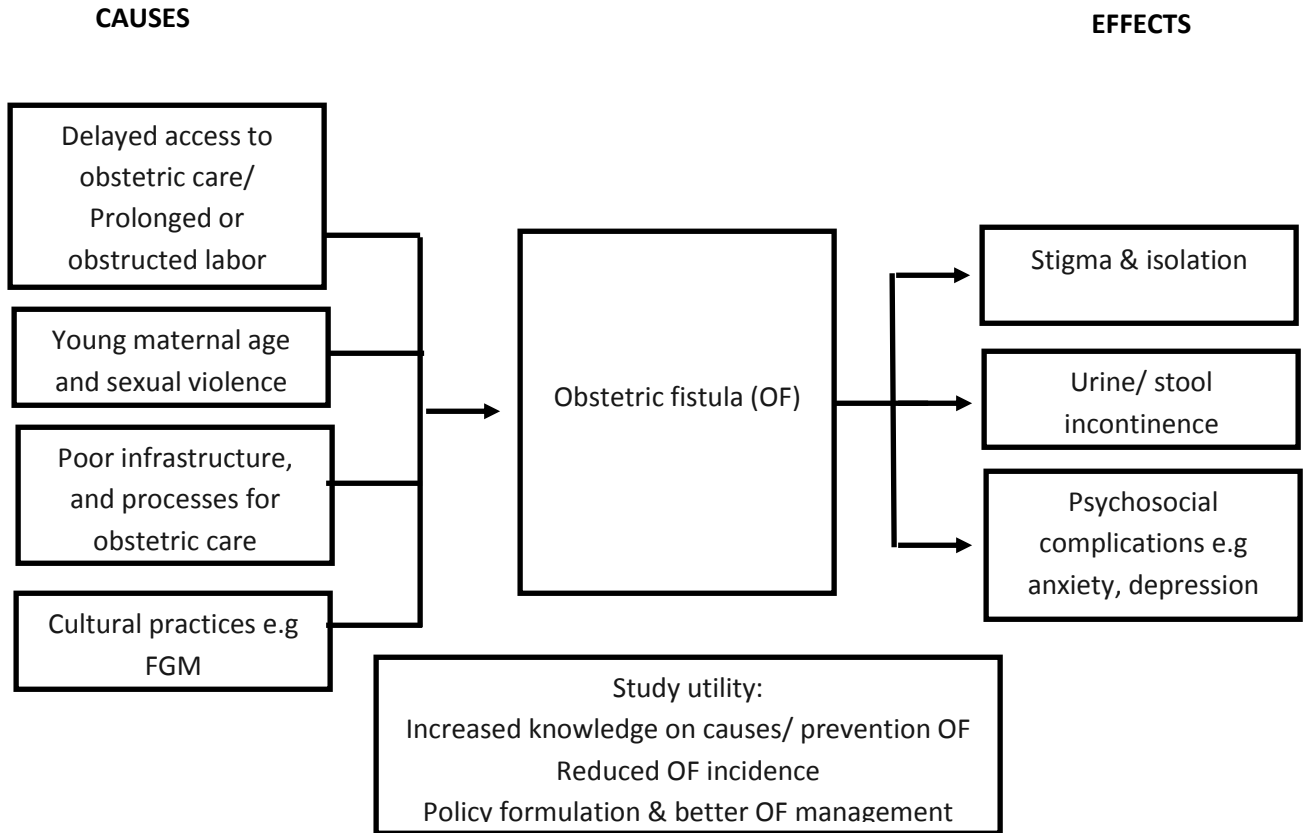 CAUSES
EFFECTS
Delayed access to
obstetric care/
Prolonged or
obstructed labor
Young maternal age
and sexual violence
Poor infrastructure,
and processes for
obstetric care
Cultural practices e.g
FGM
Obstetric fistula (OF)
Stigma & isolation
Urine/ stool
incontinence
Psychosocial
complications e.g
anxiety, depression
Study utility:
Increased knowledge on causes/ prevention OF
Reduced OF incidence
Policy formulation & better OF management